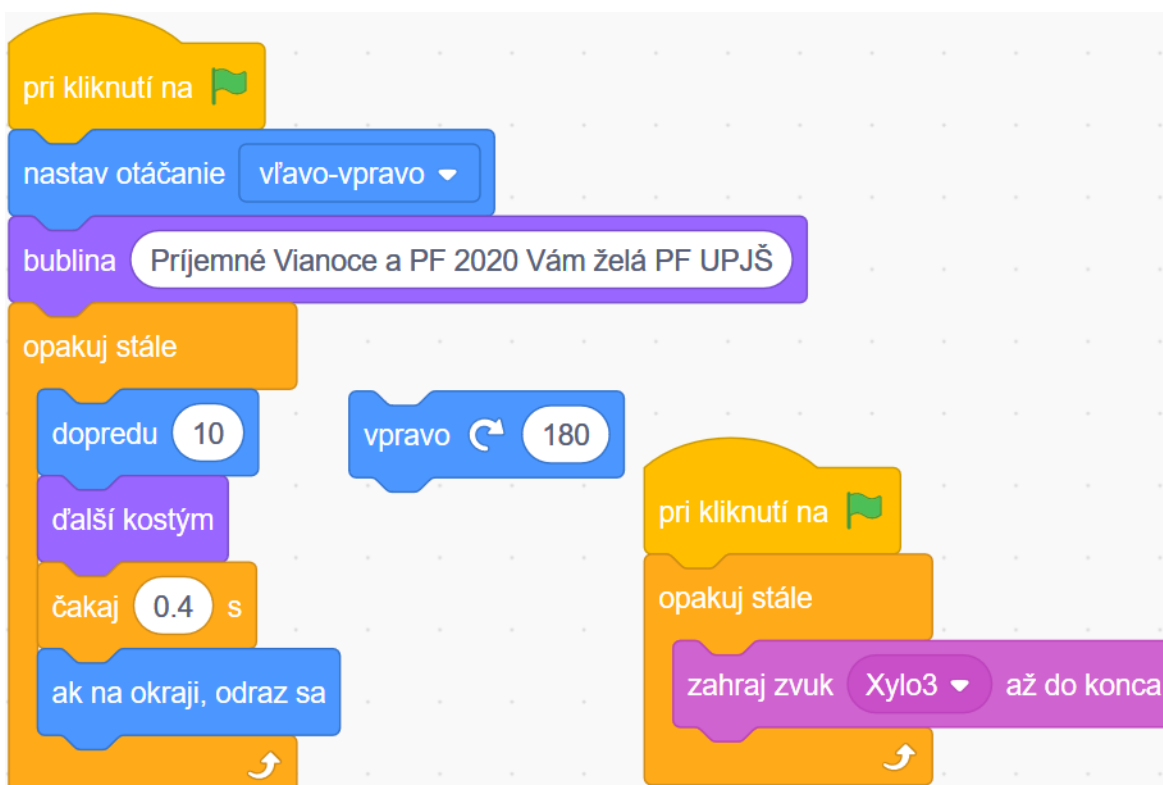 pri kliknutí na
nastav otáčanie vľavo-vpravo
bublina Príjemné Vianoce a PF 2020 Vám želá PF UPJŠ
opakuj stále
dopredu 10
ďalší kostým
čakaj 0.4 s
ak na okraji, odraz sa
vpravo 180
pri kliknutí na
opakuj stále
zahraj zvuk Xylo3 až do konca